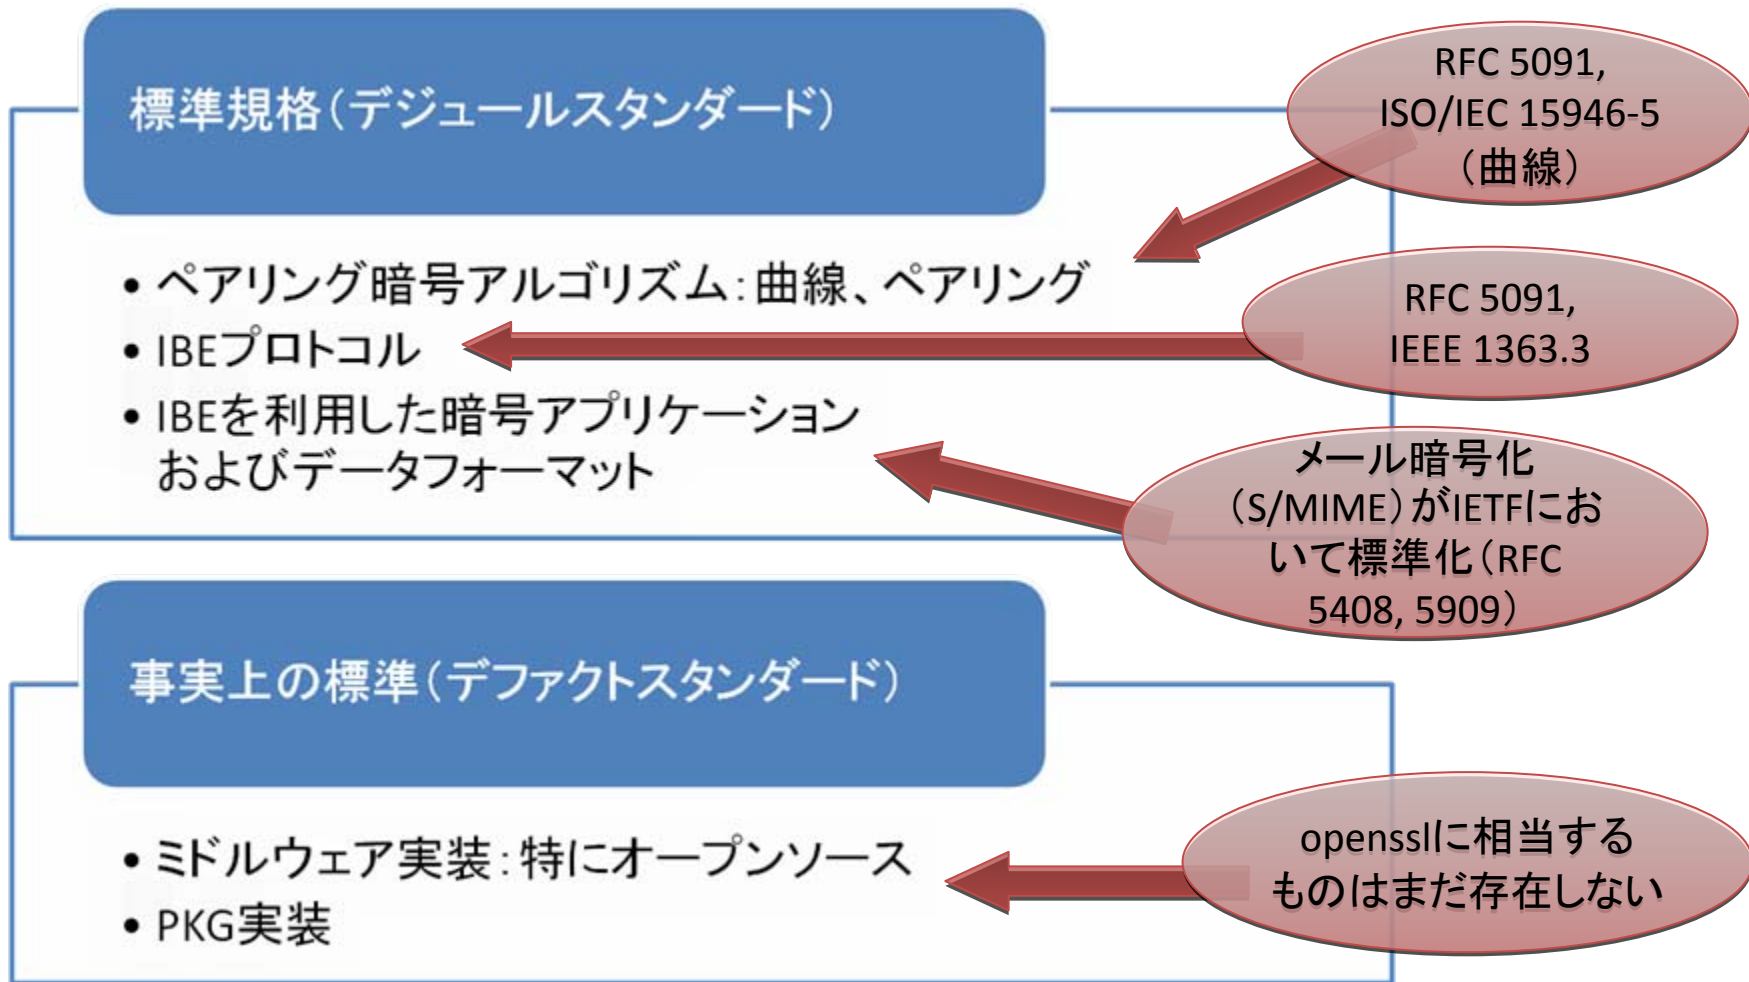 標準規格（デジュールスタンダード）
RFC 5091,
ISO/IEC 15946-5
（曲線）
• ペアリング暗号アルゴリズム：曲線、ペアリング
• IBEプロトコル
RFC 5091,
IEEE 1363.3
• IBEを利用した暗号アプリケーション
およびデータフォーマット
メール暗号化
（S/MIME）がIETFにお
いて標準化（RFC
5408, 5909）
事実上の標準（デファクトスタンダード）
• ミドルウェア実装：特にオープンソース
• PKG実装
opensslに相当する
ものはまだ存在しない